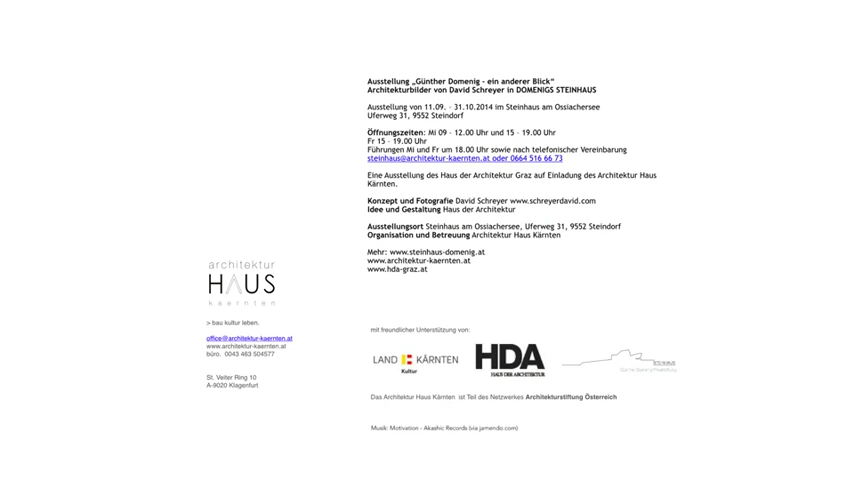 Ausstellung „Günther Domenig - ein anderer Blick“
Architekturbilder von David Schreyer in DOMENIGS STEINHAUS
Ausstellung von 11.09. – 31.10.2014 im Steinhaus am Ossiachersee
Uferweg 31, 9552 Steindorf
Öffnungszeiten: Mi 09 – 12.00 Uhr und 15 – 19.00 Uhr
Fr 15 – 19.00 Uhr
Führungen Mi und Fr um 18.00 Uhr sowie nach telefonischer Vereinbarung
steinhaus@architektur-kaernten.at oder 0664 516 66 73
Eine Ausstellung des Haus der Architektur Graz auf Einladung des Architektur Haus
Kärnten.
Konzept und Fotografie David Schreyer www.schreyerdavid.com
Idee und Gestaltung Haus der Architektur
Ausstellungsort Steinhaus am Ossiachersee, Uferweg 31, 9552 Steindorf
Organisation und Betreuung Architektur Haus Kärnten
Mehr: www.steinhaus-domenig.at
www.architektur-kaernten.at
www.hda-graz.at
architektur
HAUS
kaernten
> bau kultur leben.
office@architektur-kaernten.at
www.architektur-kaernten.at
büro. 0043 463 504577
St. Veiter Ring 10
A-9020 Klagenfurt
mit freundlicher Unterstützung von:
LAND KÄRNTEN
Kultur
HDA
HAUS DER ARCHITEKTUR
STEINHAUS
Das Architektur Haus Kärnten ist Teil des Netzwerkes Architekturstiftung Österreich
Musik: Motivation - Akashic Records (via jamendo.com)